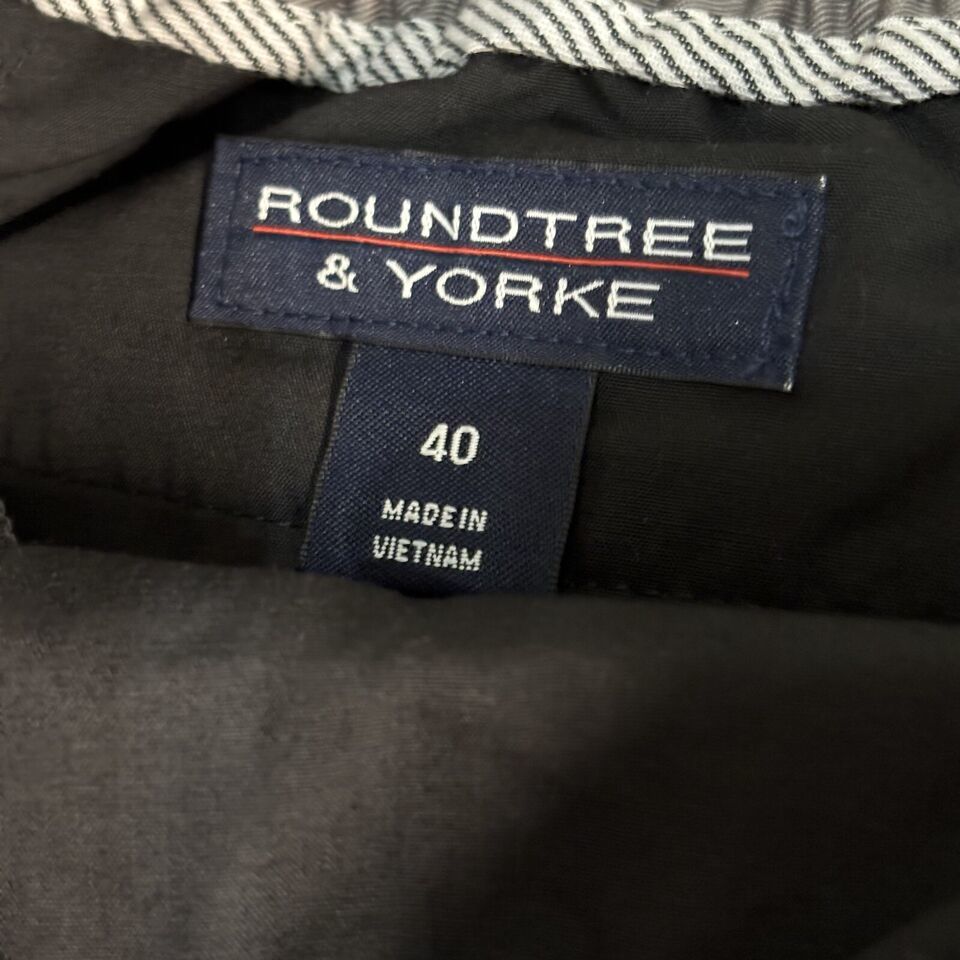 ROUNDTREE
& YORKE
40
MADE IN
VIETNAM